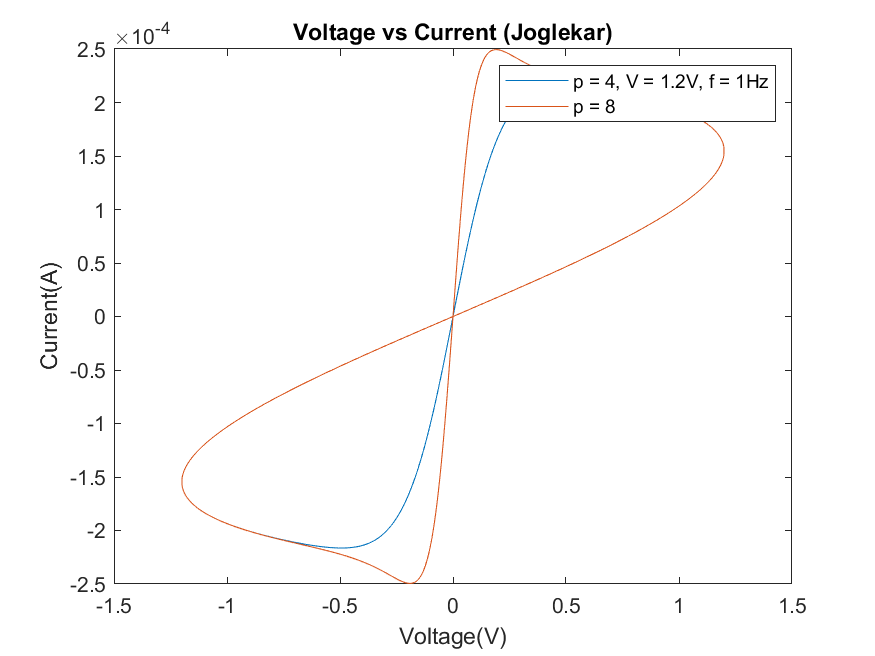 Voltage vs Current (Joglekar)
×10-4
p = 4, V = 1.2V, f = 1Hz
p = 8
2.5
2
1.5
1
0.5
0
-0.5
-1
-1.5
-2
-2.5
Current(A)
-1.5 -1 -0.5 0 0.5 1 1.5
Voltage(V)